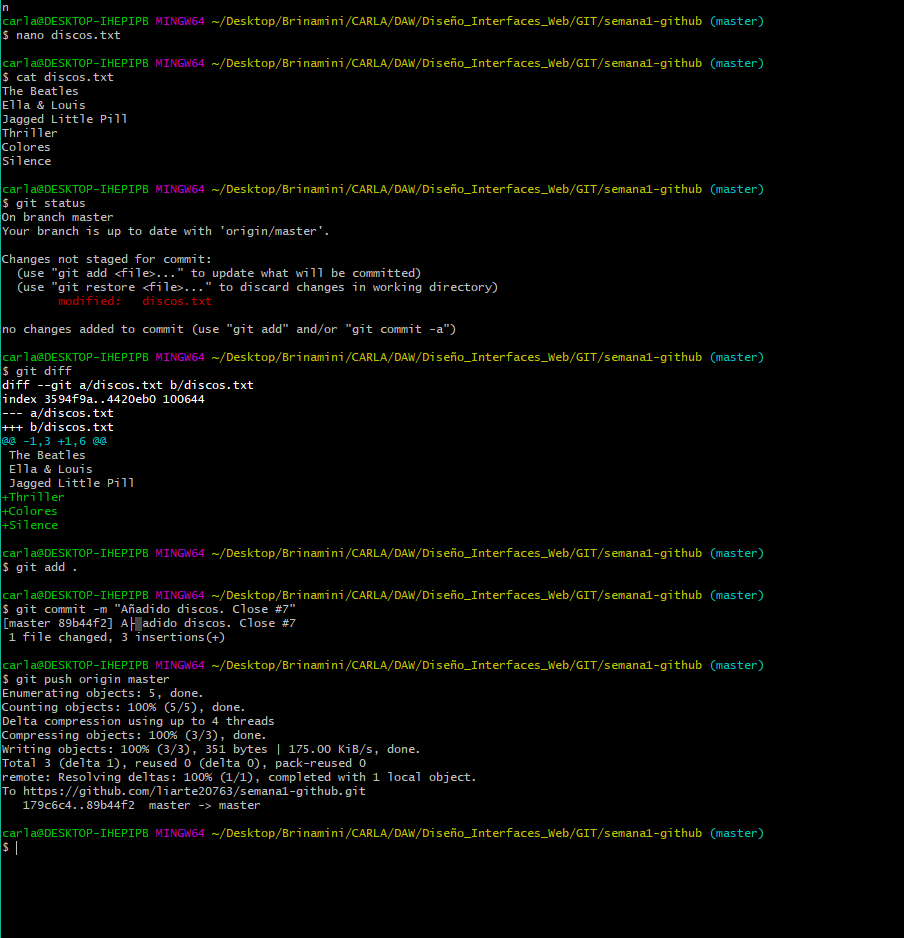 n
carla@DESKTOP-IHEPIPB MINGW64 ~/Desktop/Brinamini/CARLA/DAW/Diseño_Interfaces_Web/GIT/semana1-github (master)
$ nano discos.txt
carla@DESKTOP-IHEPIPB MINGW64 ~/Desktop/Brinamini/CARLA/DAW/Diseño_Interfaces_Web/GIT/semana1-github (master)
$ cat discos.txt
The Beatles
Ella & Louis
Jagged Little Pill
Thriller
Colores
Silence
carla@DESKTOP-IHEPIPB MINGW64 ~/Desktop/Brinamini/CARLA/DAW/Diseño_Interfaces_Web/GIT/semana1-github (master)
$ git status
On branch master
Your branch is up to date with 'origin/master'.
Changes not staged for commit:
  (use "git add <file>..." to update what will be committed)
  (use "git restore <file>..." to discard changes in working directory)
        modified:   discos.txt
no changes added to commit (use "git add" and/or "git commit -a")
carla@DESKTOP-IHEPIPB MINGW64 ~/Desktop/Brinamini/CARLA/DAW/Diseño_Interfaces_Web/GIT/semana1-github (master)
$ git diff
diff --git a/discos.txt b/discos.txt
index 3594f9a..4420eb0 100644
--- a/discos.txt
+++ b/discos.txt
@@ -1,3 +1,6 @@
 The Beatles
 Ella & Louis
 Jagged Little Pill
+Thriller
+Colores
+Silence
carla@DESKTOP-IHEPIPB MINGW64 ~/Desktop/Brinamini/CARLA/DAW/Diseño_Interfaces_Web/GIT/semana1-github (master)
$ git add .
carla@DESKTOP-IHEPIPB MINGW64 ~/Desktop/Brinamini/CARLA/DAW/Diseño_Interfaces_Web/GIT/semana1-github (master)
$ git commit -m "Añadido discos. Close #7"
[master 89b44f2] A├▒adido discos. Close #7
 1 file changed, 3 insertions(+)
carla@DESKTOP-IHEPIPB MINGW64 ~/Desktop/Brinamini/CARLA/DAW/Diseño_Interfaces_Web/GIT/semana1-github (master)
$ git push origin master
Enumerating objects: 5, done.
Counting objects: 100% (5/5), done.
Delta compression using up to 4 threads
Compressing objects: 100% (3/3), done.
Writing objects: 100% (3/3), 351 bytes | 175.00 KiB/s, done.
Total 3 (delta 1), reused 0 (delta 0), pack-reused 0
remote: Resolving deltas: 100% (1/1), completed with 1 local object.
To https://github.com/liarte20763/semana1-github.git
   179c6c4..89b44f2  master -> master
carla@DESKTOP-IHEPIPB MINGW64 ~/Desktop/Brinamini/CARLA/DAW/Diseño_Interfaces_Web/GIT/semana1-github (master)
$